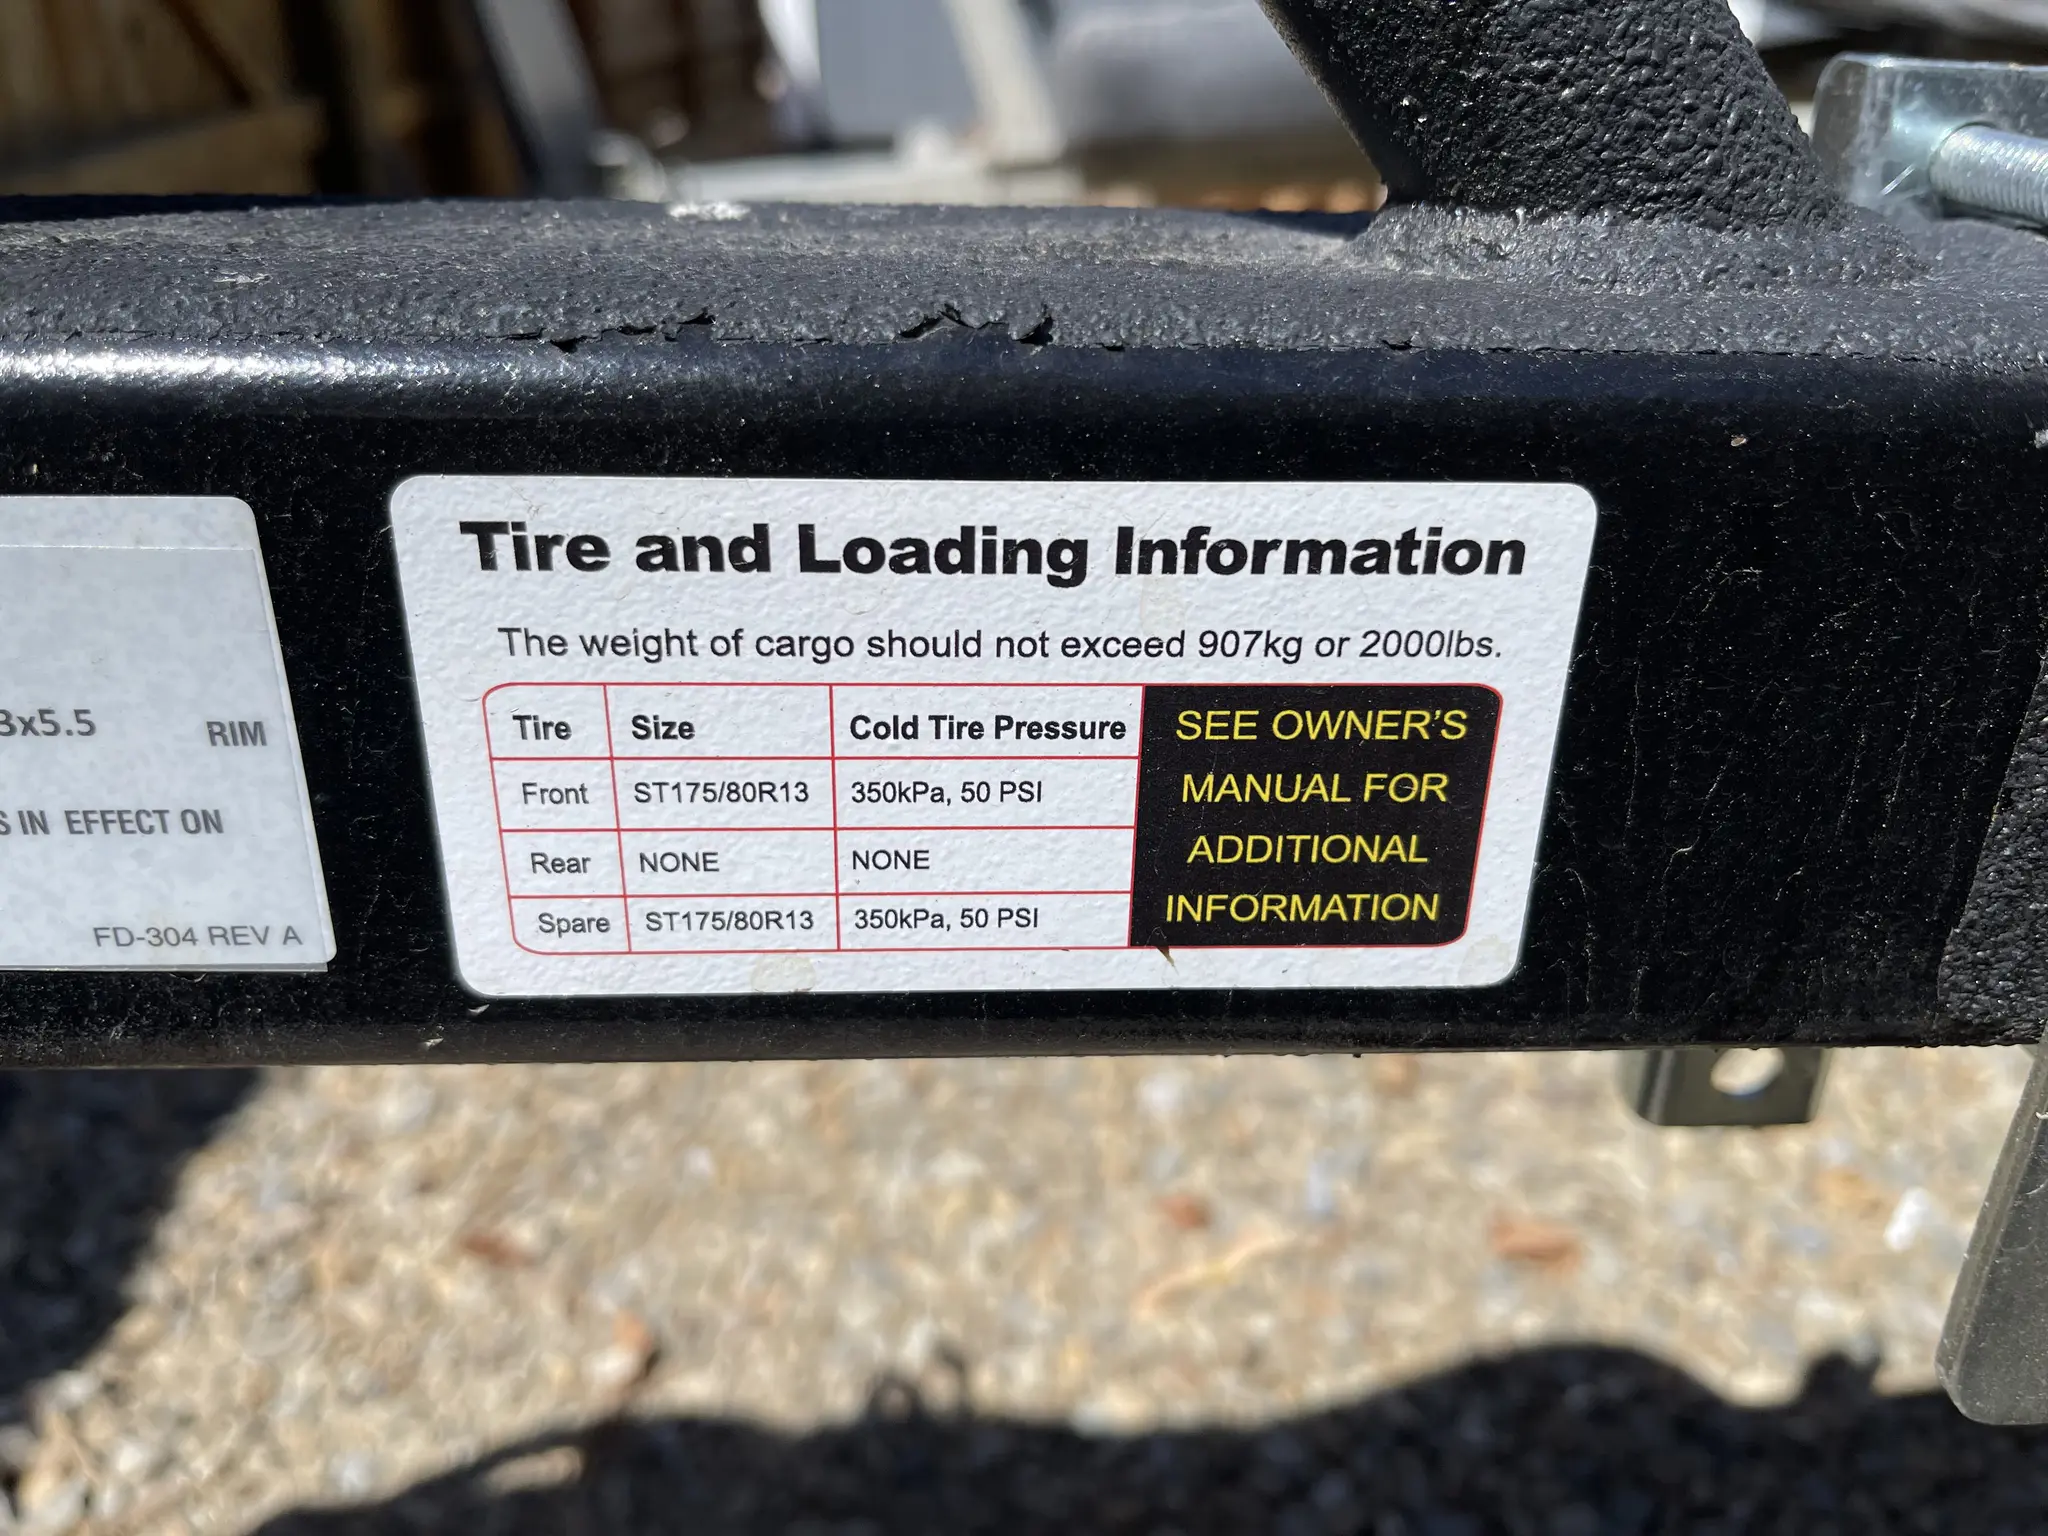 Tire and Loading Information
The weight of cargo should not exceed 907kg or 2000lbs.
Tire Size Cold Tire Pressure
Front ST175/80R13 350kPa, 50 PSI
Rear NONE NONE
Spare ST175/80R13 350kPa, 50 PSI
SEE OWNER'S
MANUAL FOR
ADDITIONAL
INFORMATION
x5.5 RIM
IN EFFECT ON
FD-304 REV A